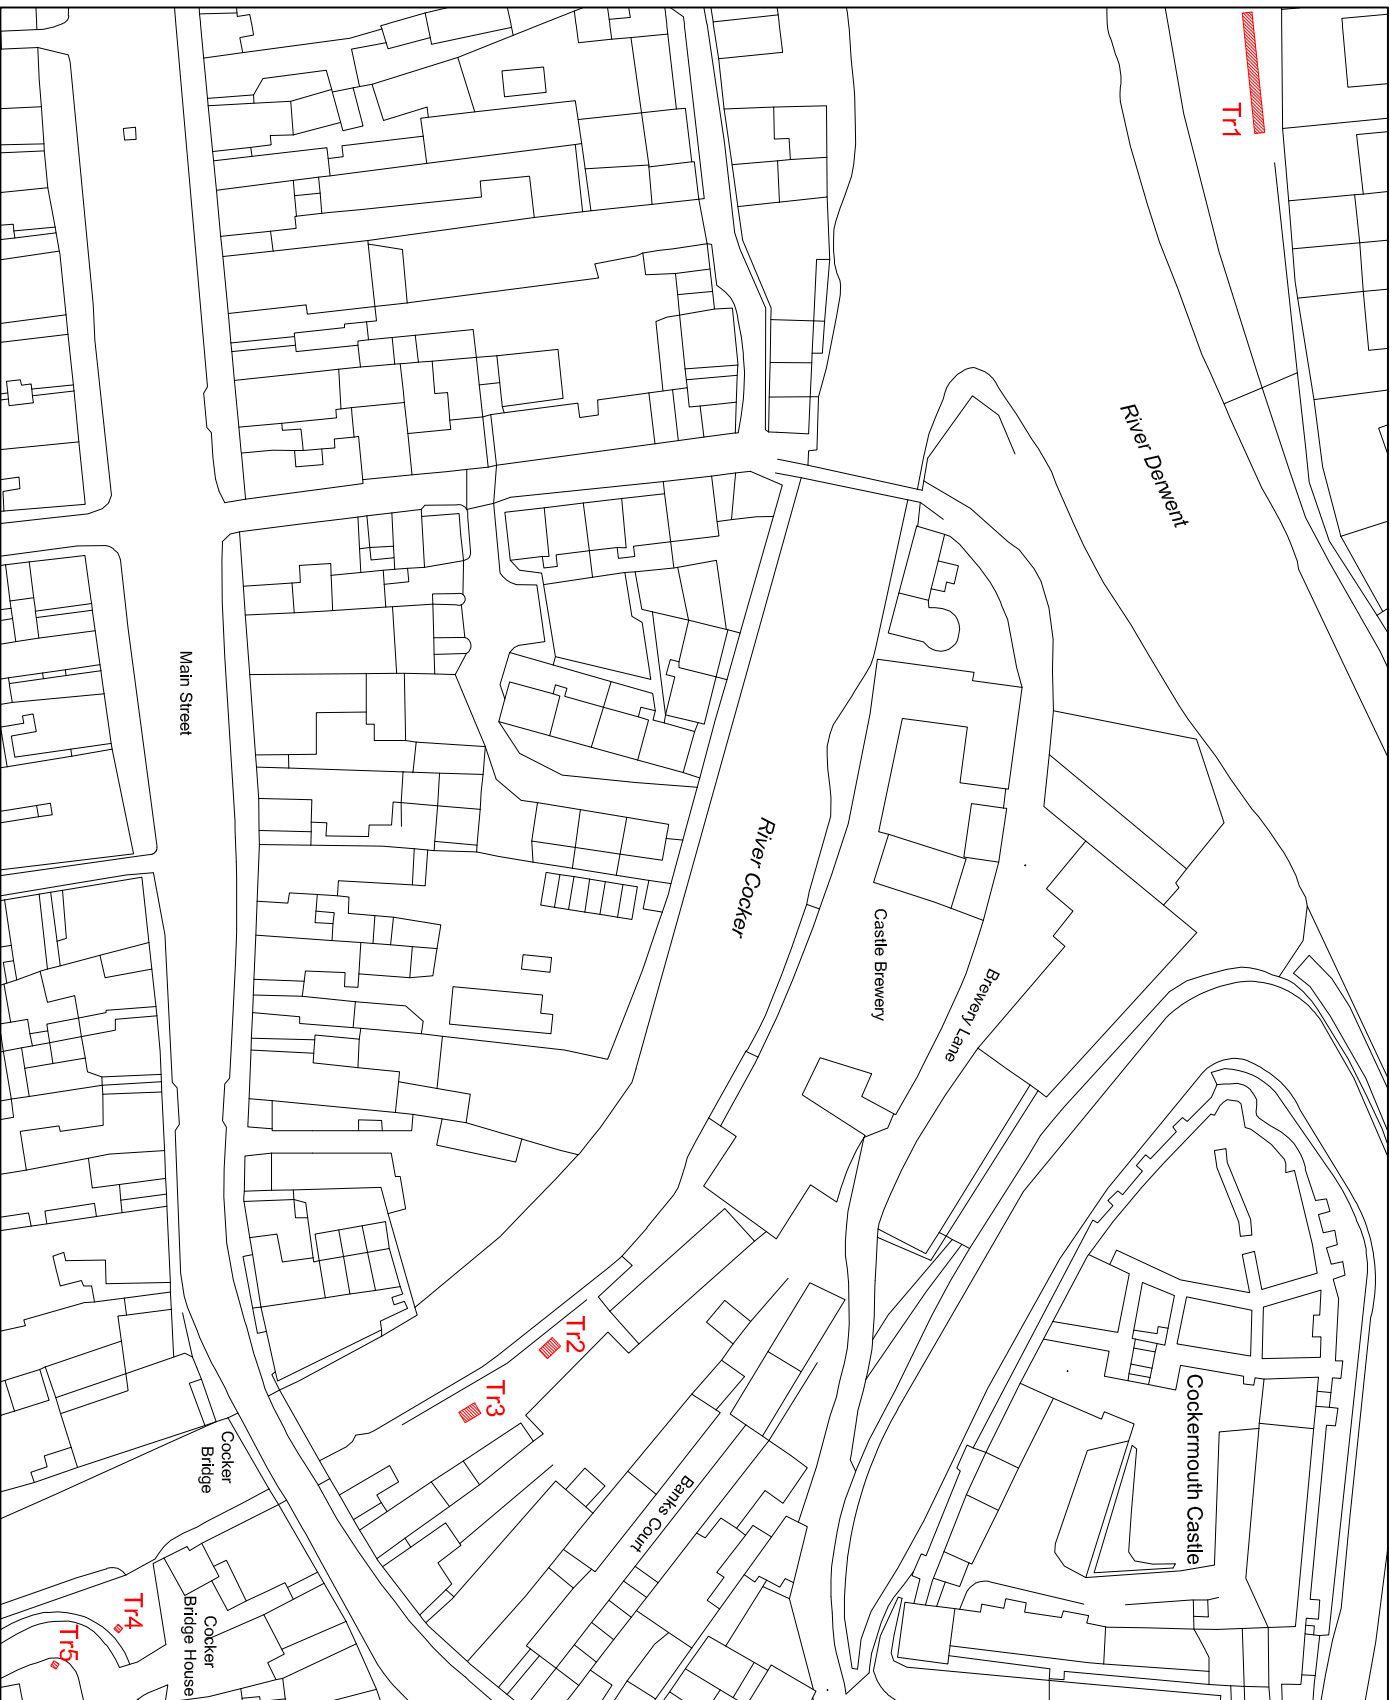 Tr1
River Derwent
Main Street
River Cocker
Castle Brewery
Brewery Lane
Tr2
Tr3
Cockermouth Castle
Cocker
Bridge
Banks Court
Tr4
Cocker
Bridge House
Tr5